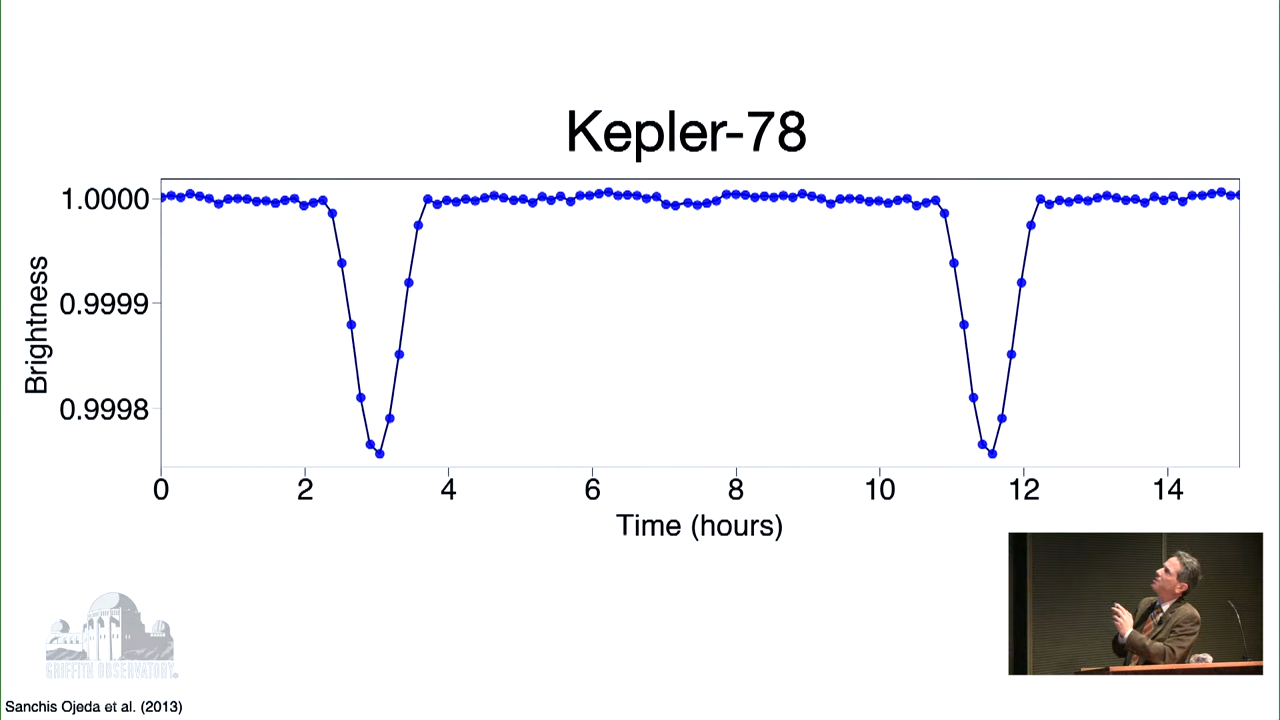 Kepler-78
1.0000
0.9999
0.9998
Brightness
0 2 4 6 8 10 12 14
Time (hours)
GRIFFITH OBSERVATORY
Sanchis Ojeda et al. (2013)